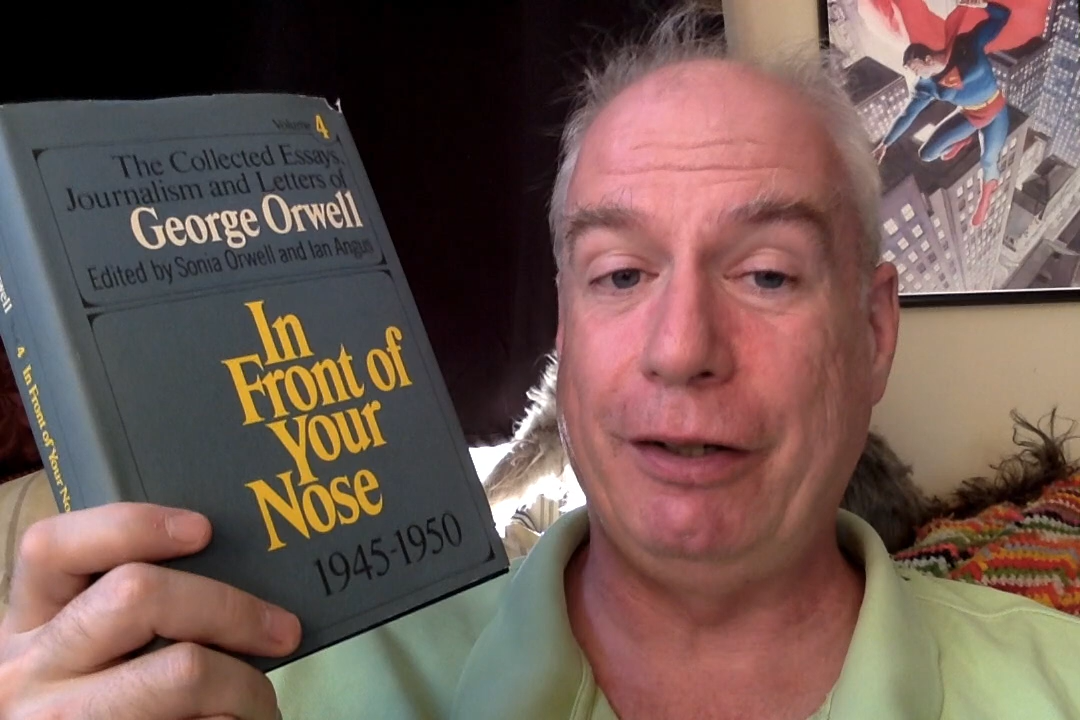 Volume 4
The Collected Essays,
Journalism and Letters of
George Orwell
Edited by Sonia Orwell and Ian Angus
In
Front of
Your
Nose
1945-1950
4 In Front of Your